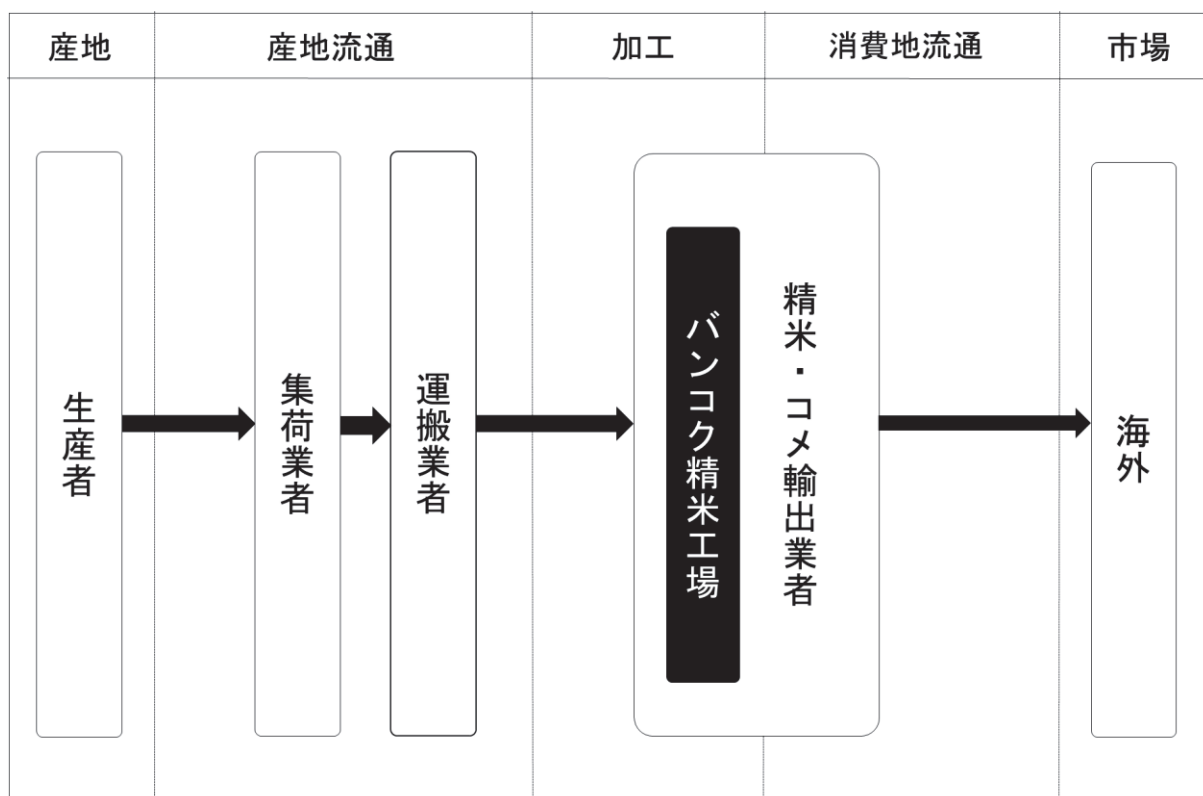 産地
産地流通
加工
消費地流通
市場
生産者
集荷業者
運搬業者
バンコク精米工場
精米・コメ輸出業者
海外